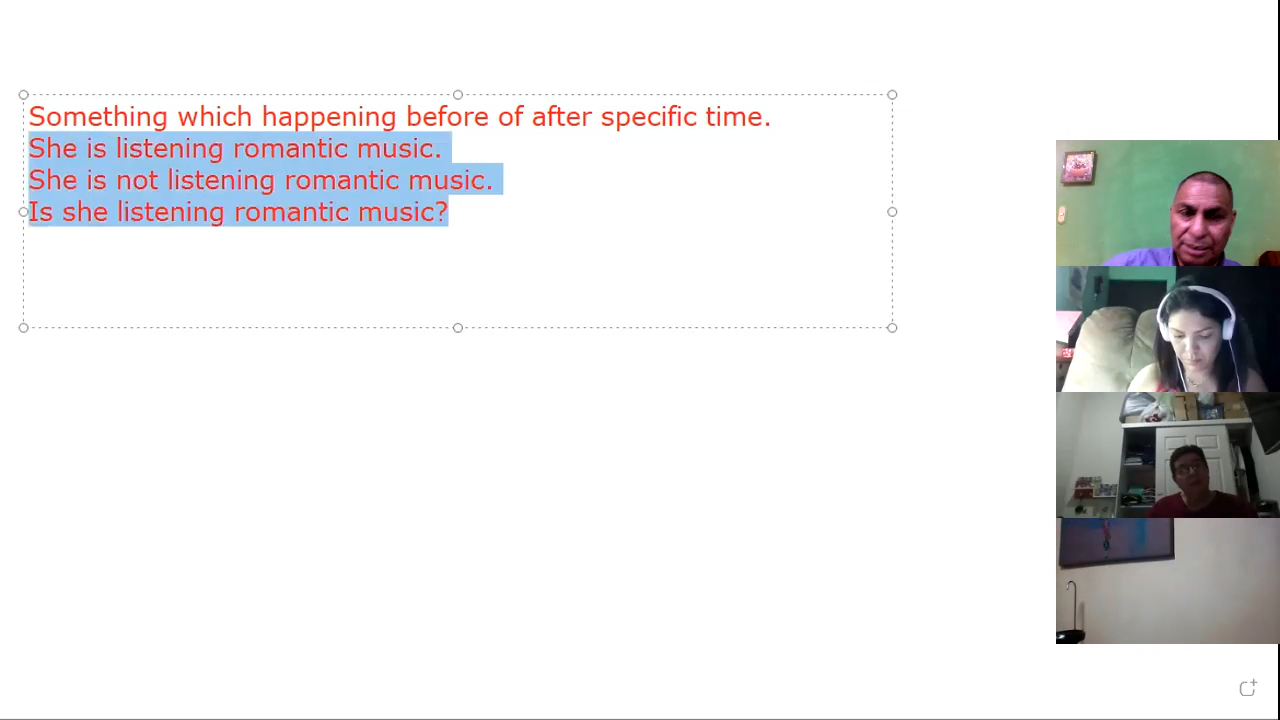 Something which happening before of after specific time.
She is listening romantic music.
She is not listening romantic music.
Is she listening romantic music?